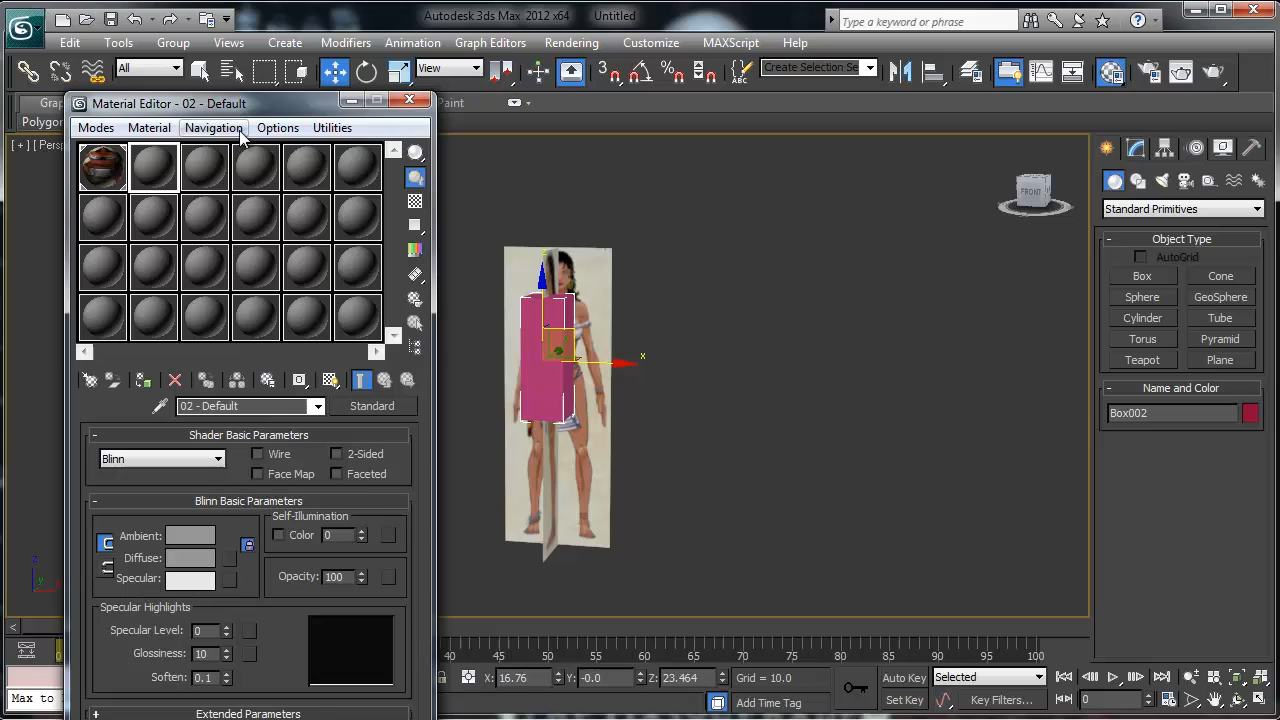 Autodesk 3ds Max 2012 x64 Untitled
Type a keyword or phrase
Edit Tools Group Views Create Modifiers Animation Graph Editors Rendering Customize MAXScript Help
All View Create Selection Se
Material Editor - 02 - Default
Paint
Polygon
Modes Material Navigation Options Utilities
[ + ] [ Persp
FRONT
Standard Primitives
- Object Type
AutoGrid
Box Cone
Sphere GeoSphere
Cylinder Tube
Torus Pyramid
Teapot Plane
- Name and Color
Box002
x
02 - Default Standard
- Shader Basic Parameters
Blinn Wire 2-Sided
Face Map Faceted
- Blinn Basic Parameters
Self-Illumination
Ambient: Color 0
Diffuse:
Specular: Opacity: 100
Specular Highlights
Specular Level: 0
Glossiness: 10
Soften: 0.1
+ Extended Parameters
z
y
40 45 50 55 60 65 70 75 80 85 90 95 100
X: 16.76 Y: -0.0 Z: 23.464 Grid = 10.0 Auto Key Selected
Max to Add Time Tag Set Key Key Filters... 0